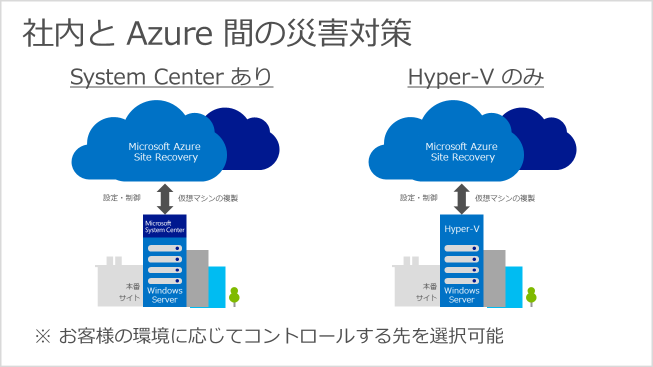 社内と Azure 間の災害対策
System Center あり
Microsoft Azure
Site Recovery
設定・制御
仮想マシンの複製
Microsoft
System Center
本番
サイト
Windows
Server
Hyper-V のみ
Microsoft Azure
Site Recovery
設定・制御
仮想マシンの複製
Hyper-V
本番
サイト
Windows
Server
※ お客様の環境に応じてコントロールする先を選択可能